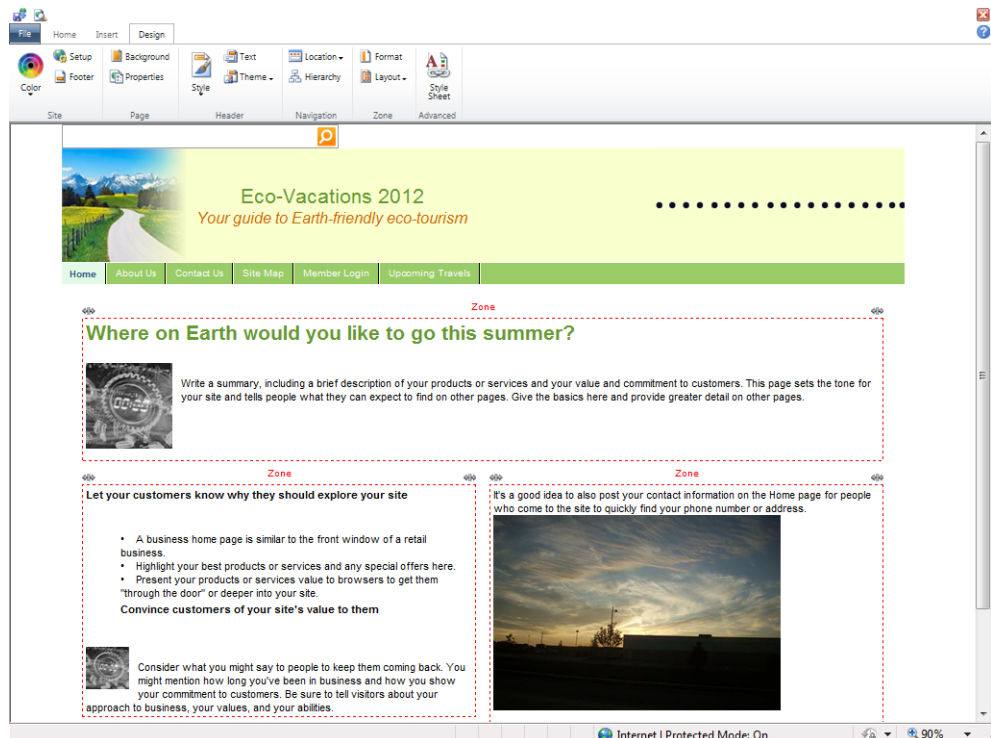 File Home Insert Design
Setup Background Text Location Format
Footer Properties Theme Hierarchy Layout
Color Style Style Sheet
Site Page Header Navigation Zone Advanced
Eco-Vacations 2012
Your guide to Earth-friendly eco-tourism
Home About Us Contact Us Site Map Member Login Upcoming Travels
Zone
Where on Earth would you like to go this summer?
Write a summary, including a brief description of your products or services and your value and commitment to customers. This page sets the tone for
your site and tells people what they can expect to find on other pages. Give the basics here and provide greater detail on other pages.
Zone
Let your customers know why they should explore your site
• A business home page is similar to the front window of a retail
business.
• Highlight your best products or services and any special offers here.
• Present your products or services value to browsers to get them
"through the door" or deeper into your site.
Convince customers of your site's value to them
Consider what you might say to people to keep them coming back. You
might mention how long you've been in business and how you show
your commitment to customers. Be sure to tell visitors about your
approach to business, your values, and your abilities.
Zone
It's a good idea to also post your contact information on the Home page for people
who come to the site to quickly find your phone number or address.
Internet | Protected Mode: On 90%